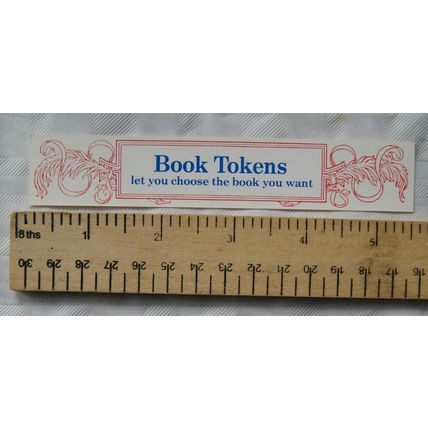 Book Tokens
let you choose the book you want
8ths 1 2 3 4 5
30 29 28 27 26 25 24 23 22 21 20 19 18 17 16